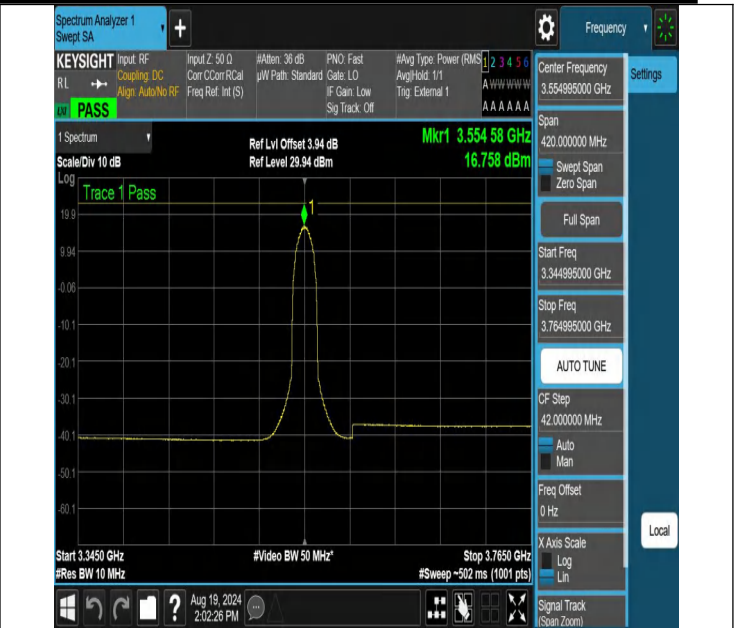 Spectrum Analyzer 1
Swept SA
+
Frequency
KEYSIGHT
RL
PASS
Input: RF
Coupling: DC
Align: Auto/No RF
Input Z: 50 Ω
Corr CCorr RCal
Freq Ref: Int (S)
#Atten: 36 dB
µW Path: Standard
PNO: Fast
Gate: LO
IF Gain: Low
Sig Track: Off
#Avg Type: Power (RMS
Avg|Hold: 1/1
Trig: External 1
1 2 3 4 5 6
A W W W W W
A A A A A A
1 Spectrum
Scale/Div 10 dB
Ref Lvl Offset 3.94 dB
Ref Level 29.94 dBm
Mkr1 3.554 58 GHz
16.758 dBm
Log
Trace 1 Pass
1
19.9
9.94
-0.06
-10.1
-20.1
-30.1
-40.1
-50.1
-60.1
Start 3.3450 GHz
#Res BW 10 MHz
#Video BW 50 MHz*
Stop 3.7650 GHz
#Sweep ~502 ms (1001 pts)
Center Frequency
3.554995000 GHz
Settings
Span
420.000000 MHz
Swept Span
Zero Span
Full Span
Start Freq
3.344995000 GHz
Stop Freq
3.764995000 GHz
AUTO TUNE
CF Step
42.000000 MHz
Auto
Man
Freq Offset
0 Hz
X Axis Scale
Log
Lin
Local
Signal Track
(Span Zoom)
?
Aug 19, 2024
2:02:26 PM